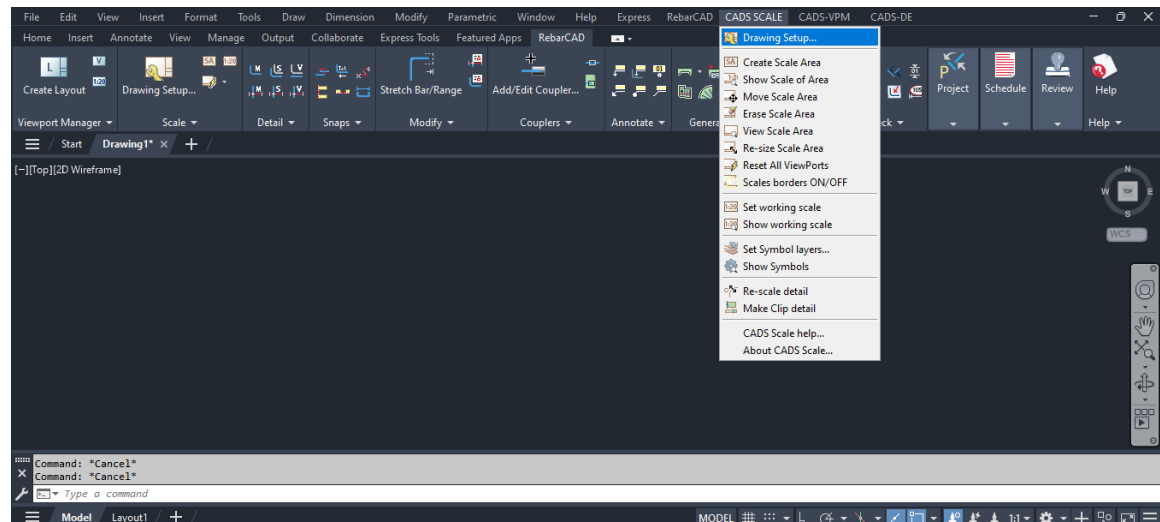 File Edit View Insert Format Tools Draw Dimension Modify Parametric Window Help Express RebarCAD CADS SCALE CADS-VPM CADS-DE
Home Insert Annotate View Manage Output Collaborate Express Tools Featured Apps RebarCAD
Drawing Setup...
Create Scale Area
Show Scale of Area
Move Scale Area
Erase Scale Area
View Scale Area
Re-size Scale Area
Reset All ViewPorts
Scales borders ON/OFF
Set working scale
Show working scale
Set Symbol layers...
Show Symbols
Re-scale detail
Make Clip detail
CADS Scale help...
About CADS Scale...
Create Layout Drawing Setup... Stretch Bar/Range Add/Edit Coupler... Project Schedule Review Help
Viewport Manager Scale Detail Snaps Modify Couplers Annotate Genera ck Help
Start Drawing1*
[−][Top][2D Wireframe]
N
W TOP E
S
WCS
Command: *Cancel*
Command: *Cancel*
Type a command
Model Layout1 MODEL 1:1